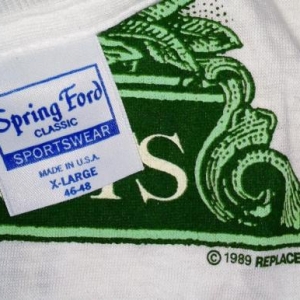 Spring Ford
CLASSIC
SPORTSWEAR
MADE IN U.S.A.
X-LARGE
46-48
TS
© 1989 REPLACE